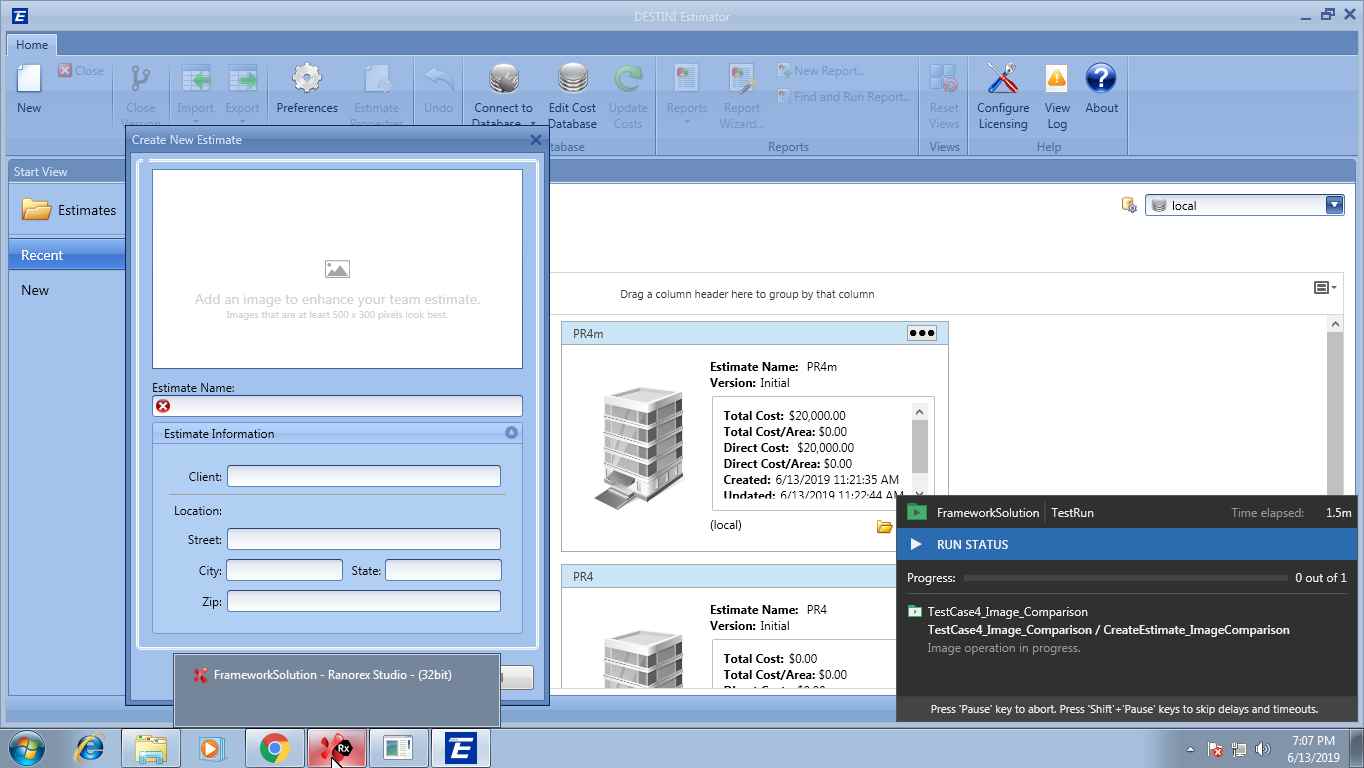 DESTINI Estimator
Home
New
Close
Close
Version
Import
Export
Preferences
Estimate
Properties
Undo
Connect to
Database
Edit Cost
Database
Update
Costs
Reports
Report
Wizard...
New Report...
Find and Run Report...
Reset
Views
Configure
Licensing
View
Log
About
Reports
Views
Help
Start View
Estimates
Recent
New
Create New Estimate
Add an image to enhance your team estimate.
Images that are at least 500 x 300 pixels look best.
Estimate Name:
Estimate Information
Client:
Location:
Street:
City:
State:
Zip:
local
Drag a column header here to group by that column
PR4m
Estimate Name: PR4m
Version: Initial
Total Cost: $20,000.00
Total Cost/Area: $0.00
Direct Cost: $20,000.00
Direct Cost/Area: $0.00
Created: 6/13/2019 11:21:35 AM
Updated: 6/13/2019 11:22:44 AM
(local)
PR4
Estimate Name: PR4
Version: Initial
Total Cost: $0.00
Total Cost/Area: $0.00
FrameworkSolution
TestRun
Time elapsed: 1.5m
RUN STATUS
Progress:
0 out of 1
TestCase4_Image_Comparison
TestCase4_Image_Comparison / CreateEstimate_ImageComparison
Image operation in progress.
Press 'Pause' key to abort. Press 'Shift'+'Pause' keys to skip delays and timeouts.
FrameworkSolution - Ranorex Studio - (32bit)
Rx
7:07 PM
6/13/2019